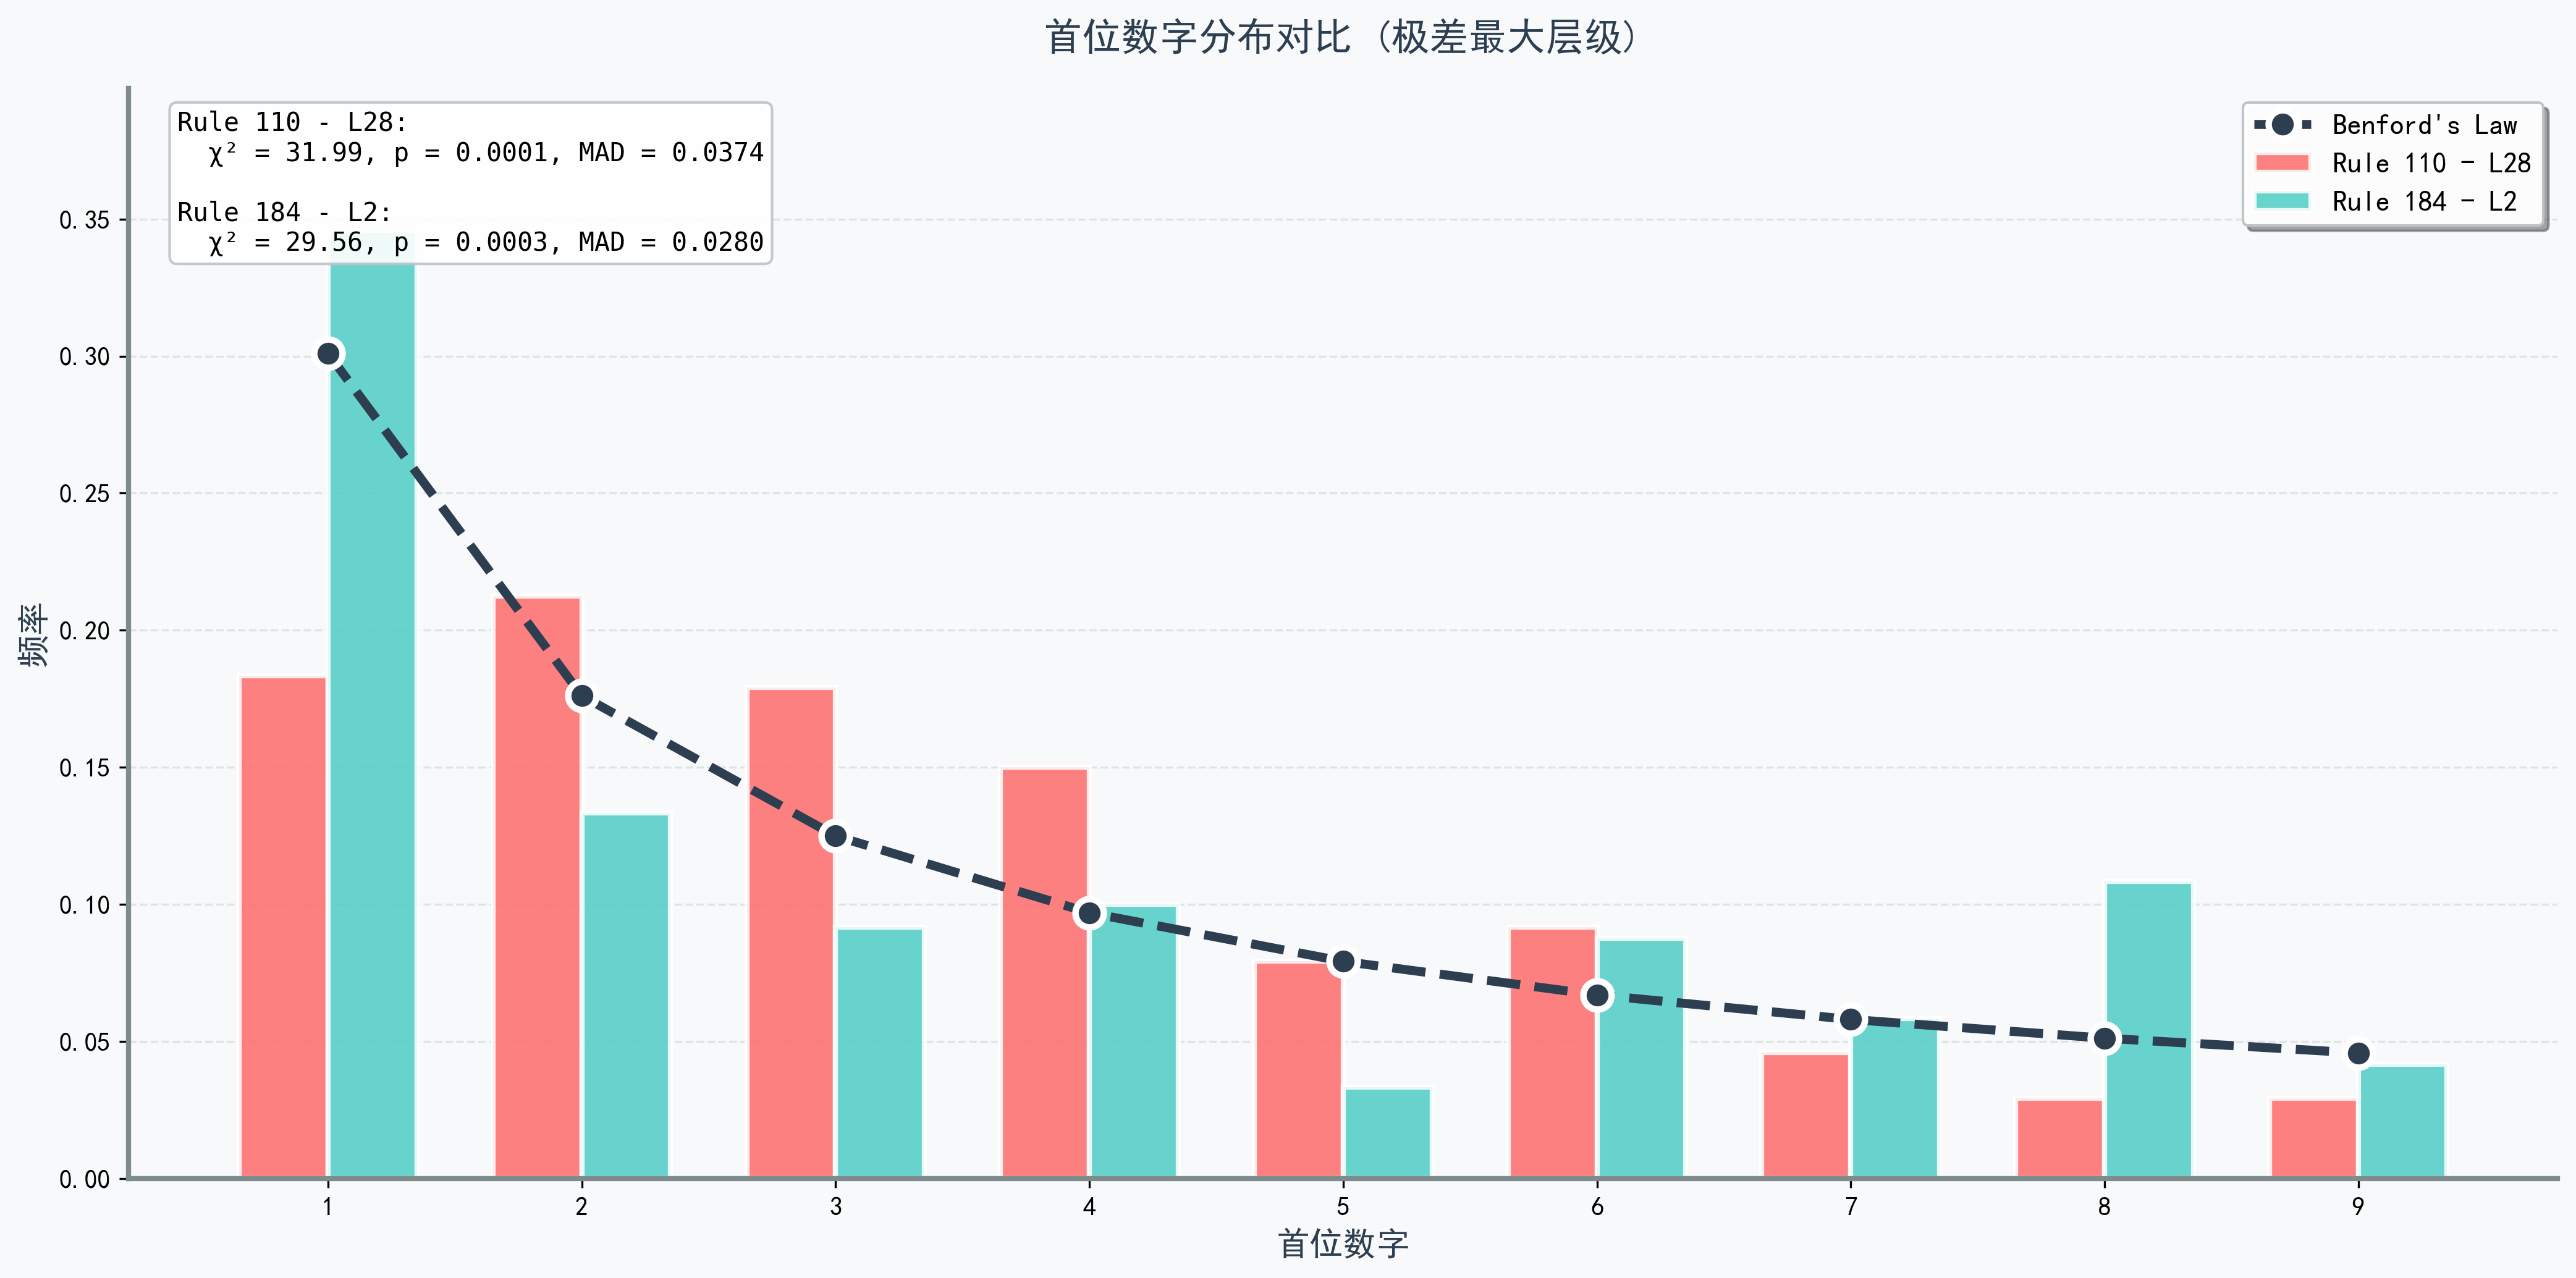 首位数字分布对比（极差最大层级）
Rule 110 - L28:
χ² = 31.99, p = 0.0001, MAD = 0.0374
Rule 184 - L2:
χ² = 29.56, p = 0.0003, MAD = 0.0280
Benford's Law
Rule 110 - L28
Rule 184 - L2
0.35
0.30
0.25
0.20
0.15
0.10
0.05
0.00
频率
1 2 3 4 5 6 7 8 9
首位数字